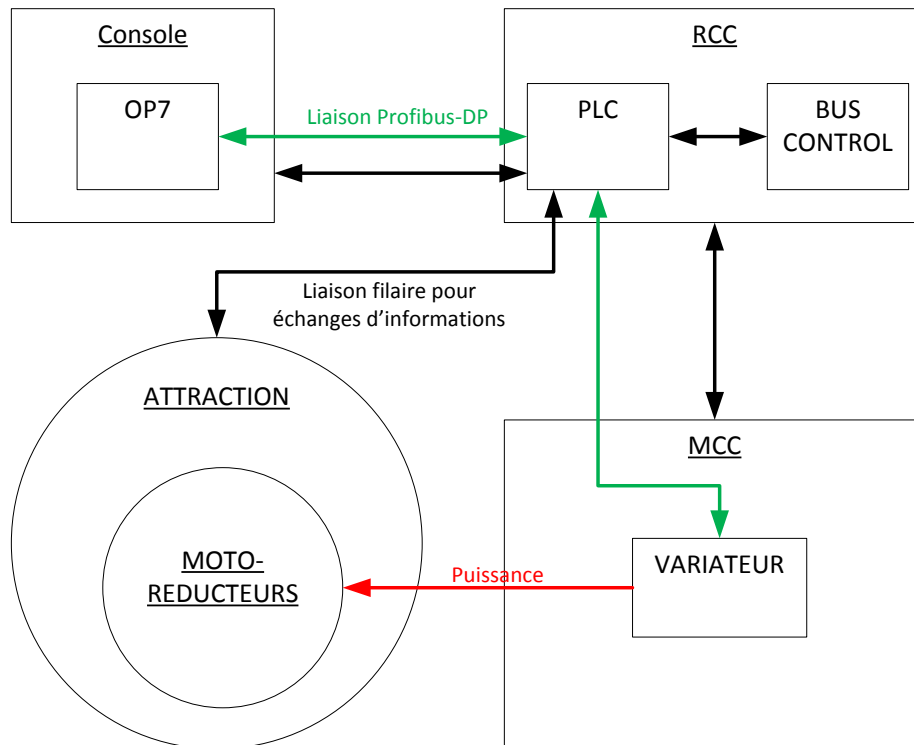 Console
RCC
OP7
Liaison Profibus-DP
PLC
BUS
CONTROL
Liaison filaire pour
échanges d’informations
ATTRACTION
MCC
MOTO-
REDUCTEURS
Puissance
VARIATEUR